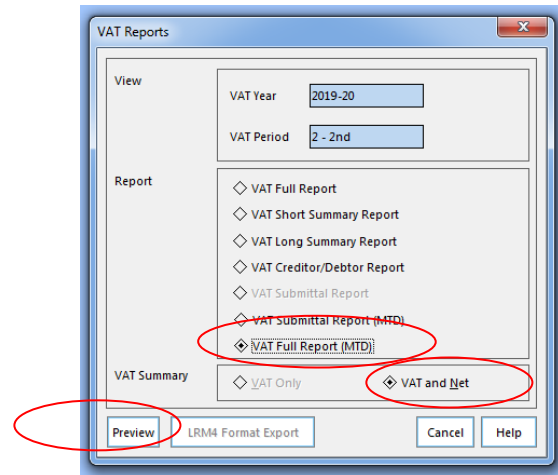 VAT Reports
View
VAT Year 2019-20
VAT Period 2 - 2nd
Report
VAT Full Report
VAT Short Summary Report
VAT Long Summary Report
VAT Creditor/Debtor Report
VAT Submittal Report
VAT Submittal Report (MTD)
VAT Full Report (MTD)
VAT Summary VAT Only VAT and Net
Preview LRM4 Format Export Cancel Help